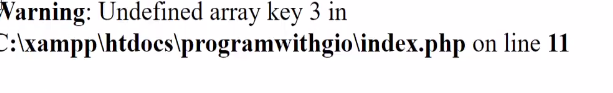 Warning: Undefined array key 3 in
C:\xampp\htdocs\programwithgio\index.php on line 11